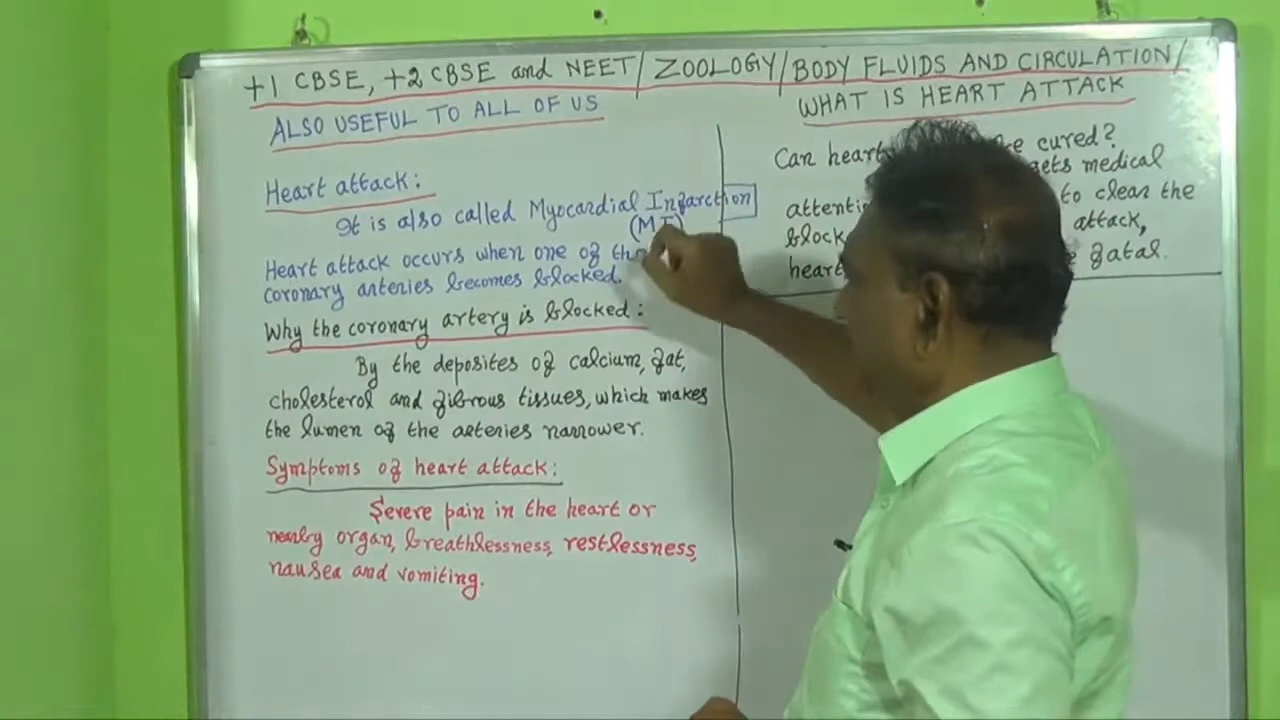 +1 CBSE, +2 CBSE and NEET/ ZOOLOGY/BODY FLUIDS AND CIRCULATION/
WHAT IS HEART ATTACK
ALSO USEFUL TO ALL OF US
Heart attack:
It is also called Myocardial Infarction
(MI)
Heart attack occurs when one of
coronary arteries becomes blocked.
Why the coronary artery is blocked:
By the deposites of calcium, fat,
cholesterol and fibrous tissues, which makes
the lumen of the arteries narrower.
Symptoms of heart attack:
Severe pain in the heart or
nearby organ, breathlessness, restlessness,
nausea and vomiting.
Can heart cured?
medical
to clear the
attack,
heart fatal.